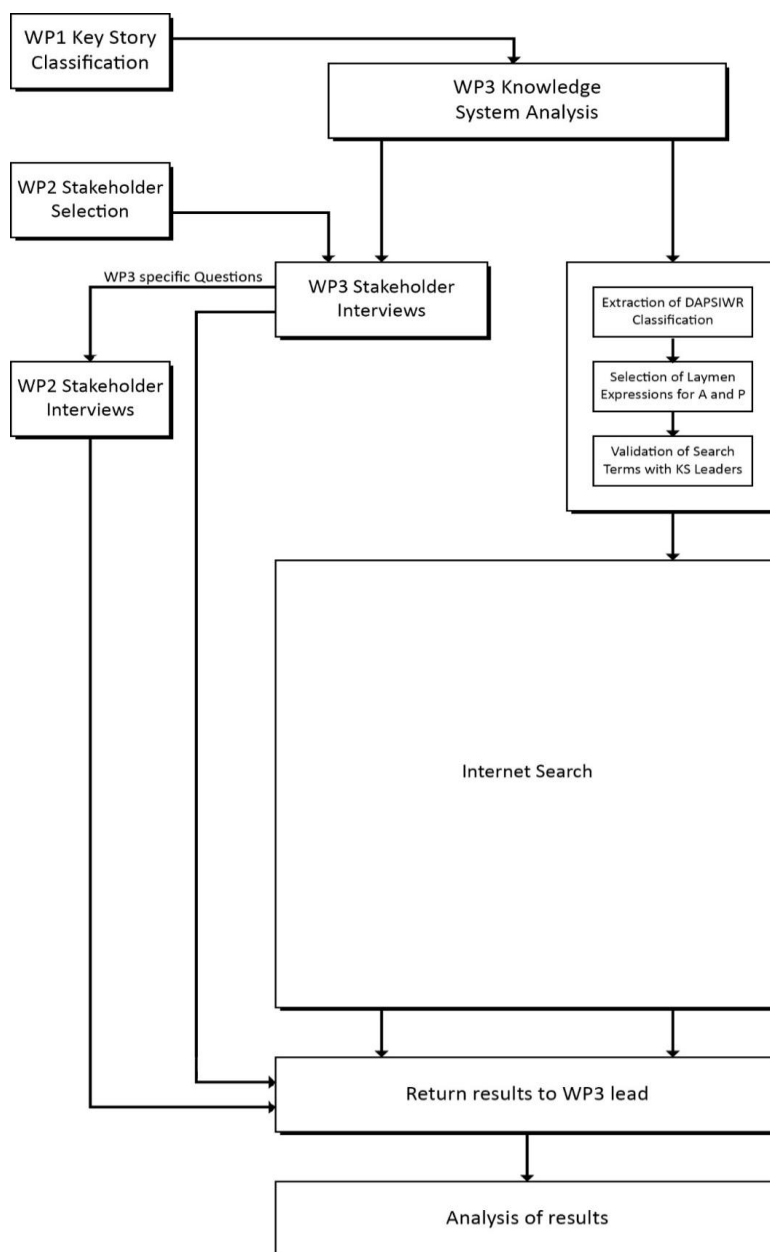 WP1 Key Story
Classification
WP3 Knowledge
System Analysis
WP2 Stakeholder
Selection
WP3 specific Questions
WP3 Stakeholder
Interviews
Extraction of DAPSIWR
Classification
WP2 Stakeholder
Interviews
Selection of Laymen
Expressions for A and P
Validation of Search
Terms with KS Leaders
Internet Search
Return results to WP3 lead
Analysis of results